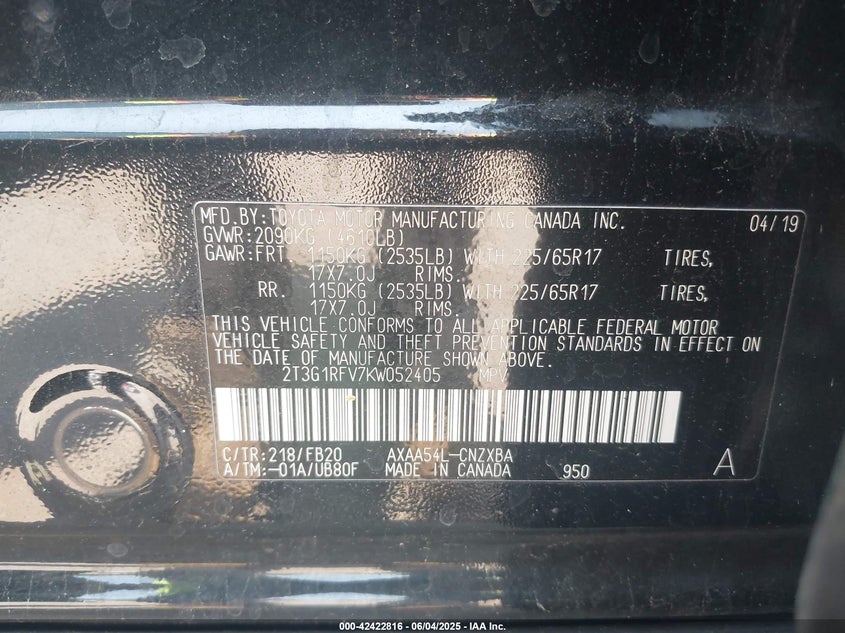 MFD.BY:TOYOTA MOTOR MANUFACTURING CANADA INC. 04/19
GVWR:2090KG (4610LB)
GAWR:FRT 1150KG (2535LB) WITH 225/65R17 TIRES,
17X7.0J RIMS.
RR. 1150KG (2535LB) WITH 225/65R17 TIRES,
17X7.0J RIMS.
THIS VEHICLE CONFORMS TO ALL APPLICABLE FEDERAL MOTOR
VEHICLE SAFETY AND THEFT PREVENTION STANDARDS IN EFFECT ON
THE DATE OF MANUFACTURE SHOWN ABOVE.
2T3G1RFV7KW052405 MPV
C/TR:218/FB20 AXAA54L-CNZXBA
A/TM:-01A/UB80F MADE IN CANADA 950 A
000-42422816 - 06/04/2025 - IAA Inc.